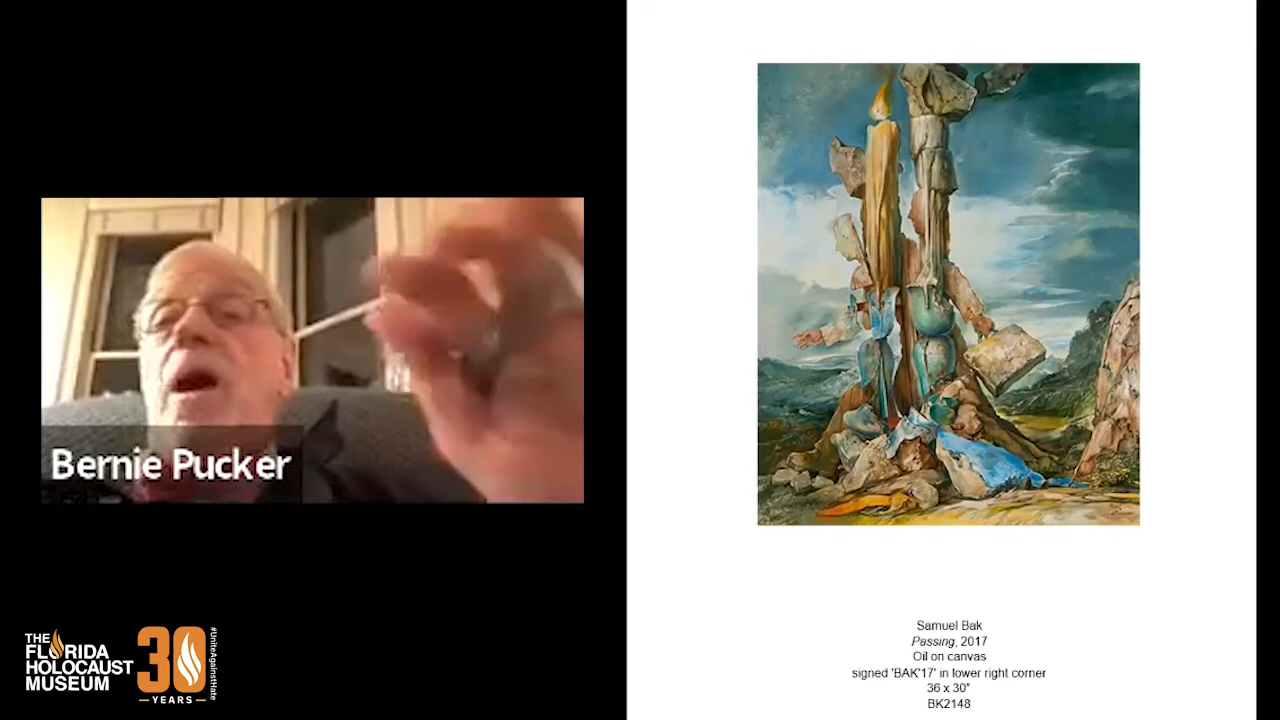 Bernie Pucker
THE
FLORIDA
HOLOCAUST
MUSEUM
30
YEARS
#UniteAgainstHate
Samuel Bak
Passing, 2017
Oil on canvas
signed 'BAK'17' in lower right corner
36 x 30"
BK2148